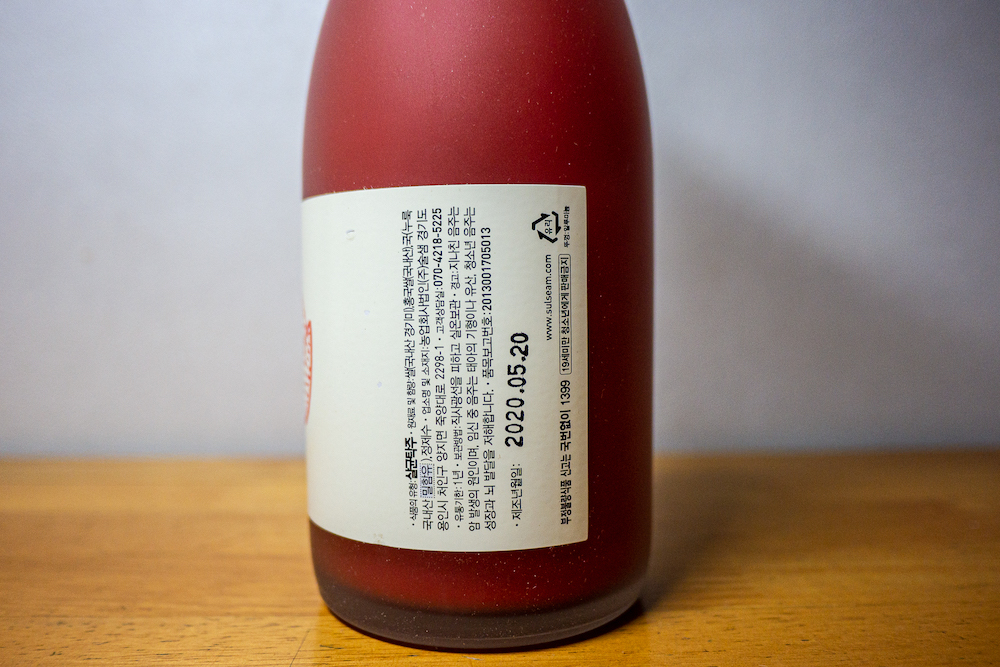 · 식품의 유형: 살균탁주 · 원재료 및 함량: 쌀(국내산 경기미),홍국쌀(국내산),국(누룩
국내산 밀함유), 정제수 · 업소명 및 소재지:농업회사법인(주)술샘 경기도
용인시 처인구 양지면 죽양대로 2298-1 · 고객상담실:070-4218-5225
· 유통기한:1년 · 보관방법:직사광선을 피하고 실온보관 · 경고:지나친 음주는
암 발생의 원인이며, 임신 중 음주는 태아의 기형이나 유산, 청소년 음주는
성장과 뇌 발달을 저해합니다. · 품목보고번호:2013001705013
· 제조년월일: 2020.05.20
www.sulseam.com
부정불량식품 신고는 국번없이 1399 19세미만 청소년에게 판매금지
유리
뚜껑:알루미늄